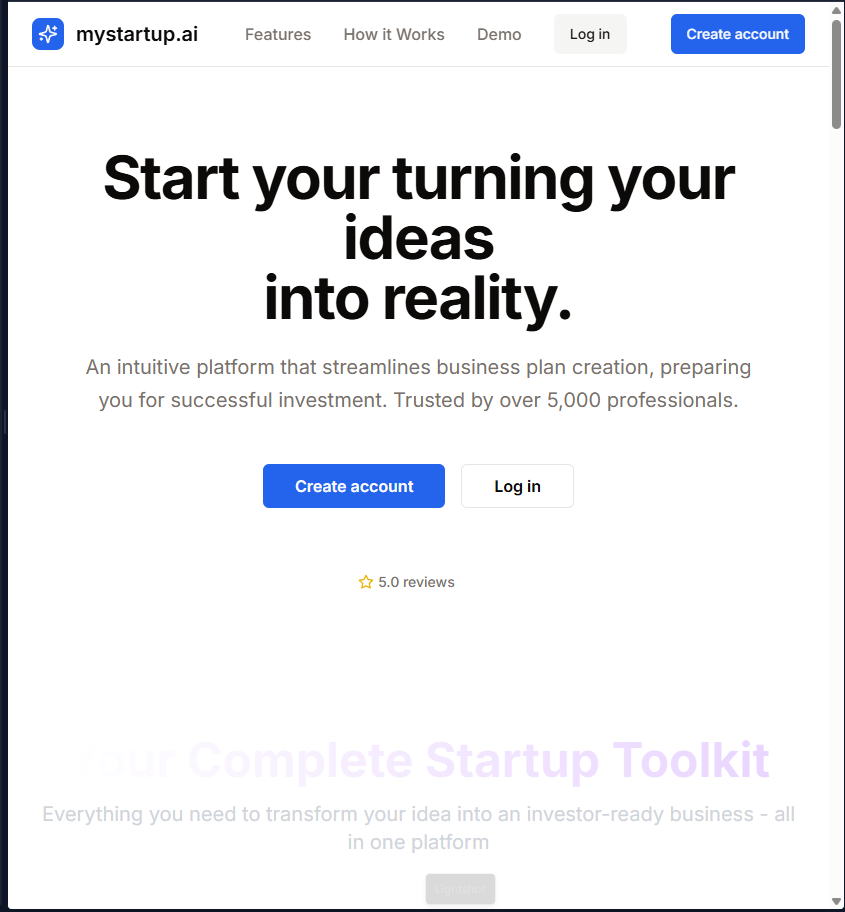 mystartup.ai
Features
How it Works
Demo
Log in
Create account
Start your turning your
ideas
into reality.
An intuitive platform that streamlines business plan creation, preparing
you for successful investment. Trusted by over 5,000 professionals.
Create account
Log in
5.0 reviews
Your Complete Startup Toolkit
Everything you need to transform your idea into an investor-ready business - all
in one platform
Lightshot